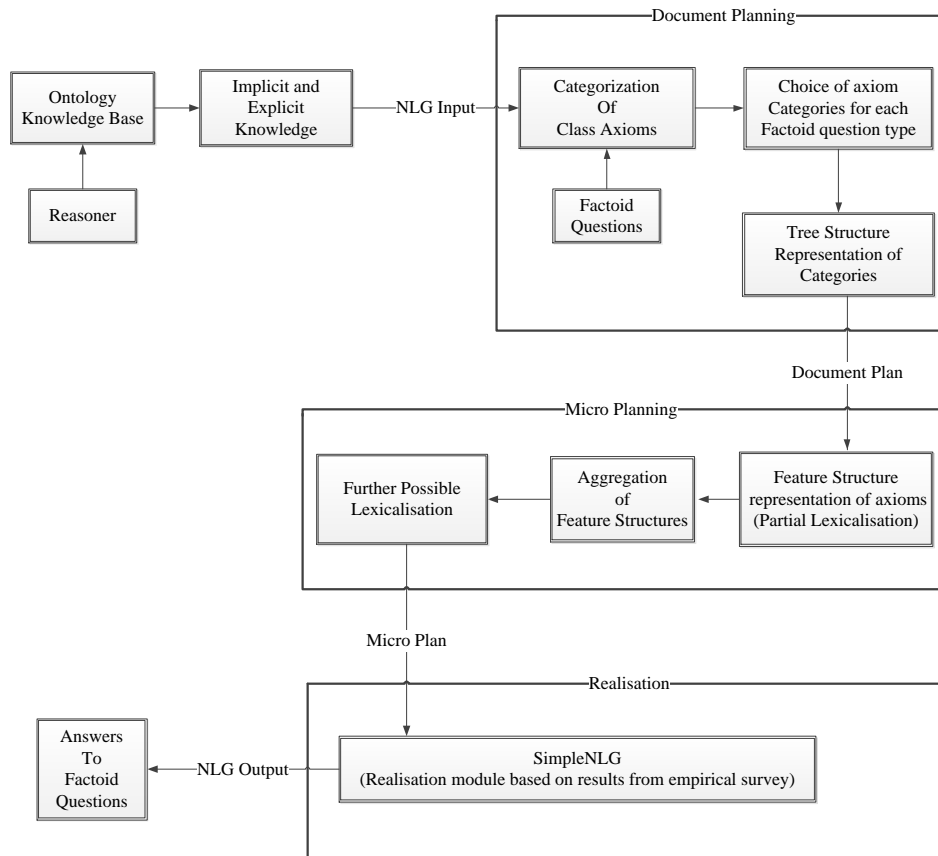 Document Planning
Ontology
Knowledge Base
Implicit and
Explicit
Knowledge
NLG Input
Categorization
Of
Class Axioms
Choice of axiom
Categories for each
Factoid question type
Reasoner
Factoid
Questions
Tree Structure
Representation of
Categories
Document Plan
Micro Planning
Further Possible
Lexicalisation
Aggregation
of
Feature Structures
Feature Structure
representation of axioms
(Partial Lexicalisation)
Micro Plan
Realisation
Answers
To
Factoid
Questions
NLG Output
SimpleNLG
(Realisation module based on results from empirical survey)